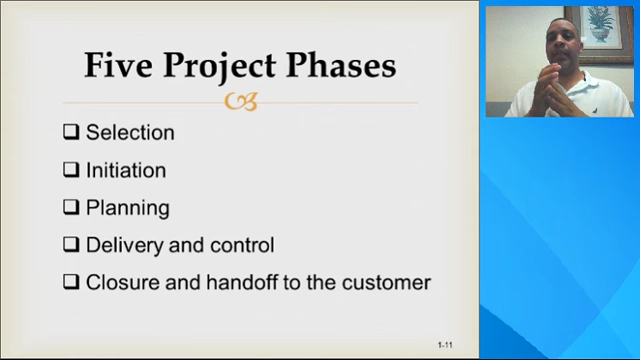 Five Project Phases
Selection
Initiation
Planning
Delivery and control
Closure and handoff to the customer
1-11